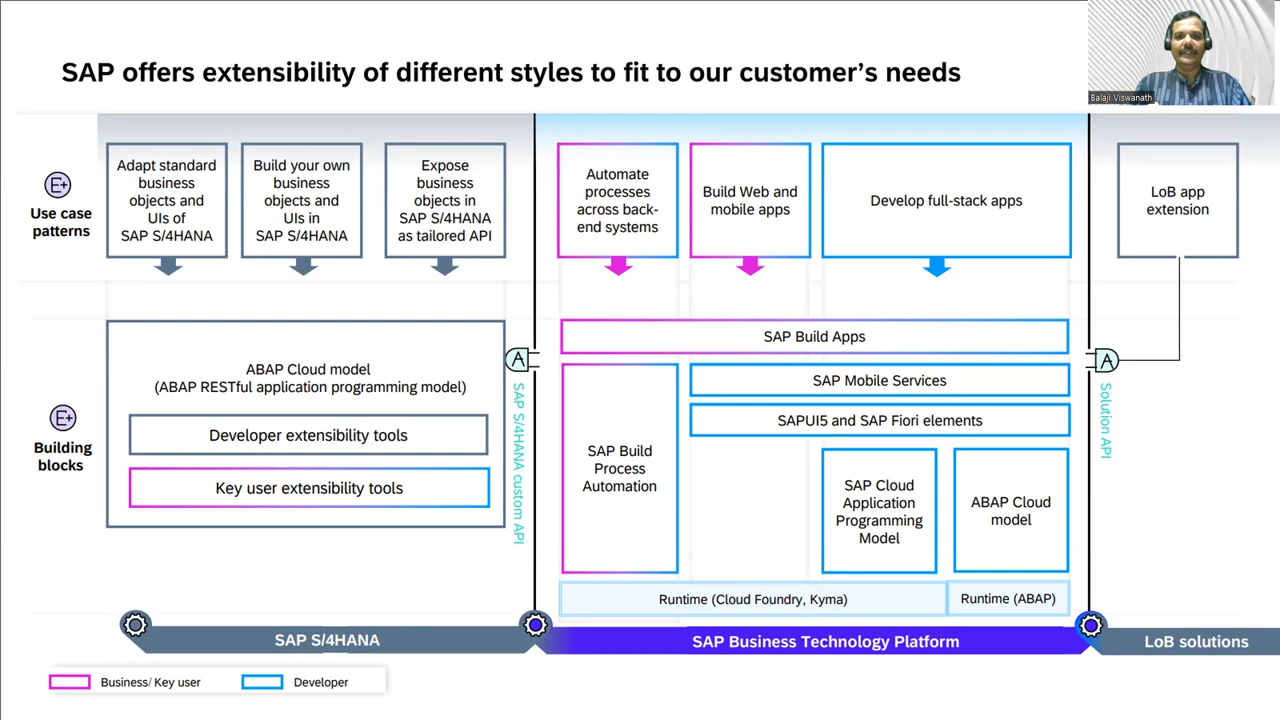 SAP offers extensibility of different styles to fit to our customer's needs
Balaji Viswanath
E+
Use case
patterns
Adapt standard
business
objects and
UIs of
SAP S/4HANA
Build your own
business
objects and
UIs in
SAP S/4HANA
Expose
business
objects in
SAP S/4HANA
as tailored API
Automate
processes
across back-
end systems
Build Web and
mobile apps
Develop full-stack apps
LoB app
extension
E+
Building
blocks
ABAP Cloud model
(ABAP RESTful application programming model)
Developer extensibility tools
Key user extensibility tools
A
SAP S/4HANA custom API
SAP Build Apps
SAP Mobile Services
SAPUI5 and SAP Fiori elements
SAP Build
Process
Automation
SAP Cloud
Application
Programming
Model
ABAP Cloud
model
Runtime (Cloud Foundry, Kyma)
Runtime (ABAP)
A
Solution API
SAP S/4HANA
SAP Business Technology Platform
LoB solutions
Business/ Key user
Developer